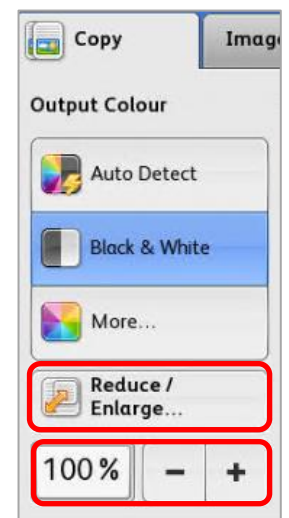 Copy
Imag
Output Colour
Auto Detect
Black & White
More...
Reduce /
Enlarge...
100 % − +